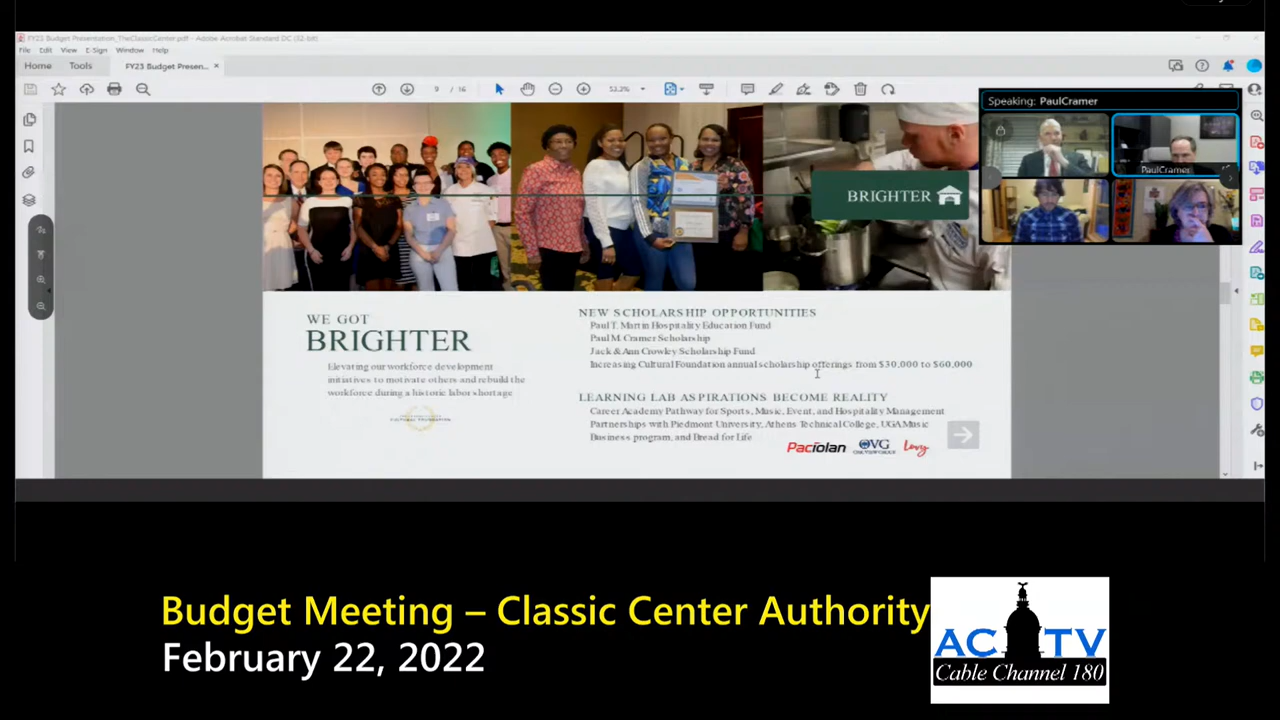 FY23 Budget Presentation_TheClassicCenter.pdf - Adobe Acrobat Standard DC (32-bit)
File Edit View E-Sign Window Help
Home Tools FY23 Budget Presen... ×
9 / 16 53.2%
Speaking: PaulCramer
PaulCramer
BRIGHTER
WE GOT
BRIGHTER
Elevating our workforce development
initiatives to motivate others and rebuild the
workforce during a historic labor shortage
CULTURAL FOUNDATION
NEW SCHOLARSHIP OPPORTUNITIES
Paul T. Martin Hospitality Education Fund
Paul M. Cramer Scholarship
Jack & Ann Crowley Scholarship Fund
Increasing Cultural Foundation annual scholarship offerings from $30,000 to $60,000
LEARNING LAB ASPIRATIONS BECOME REALITY
Career Academy Pathway for Sports, Music, Event, and Hospitality Management
Partnerships with Piedmont University, Athens Technical College, UGA Music
Business program, and Bread for Life
Paciolan OVG Levy
Budget Meeting – Classic Center Authority
February 22, 2022
ACTV
Cable Channel 180